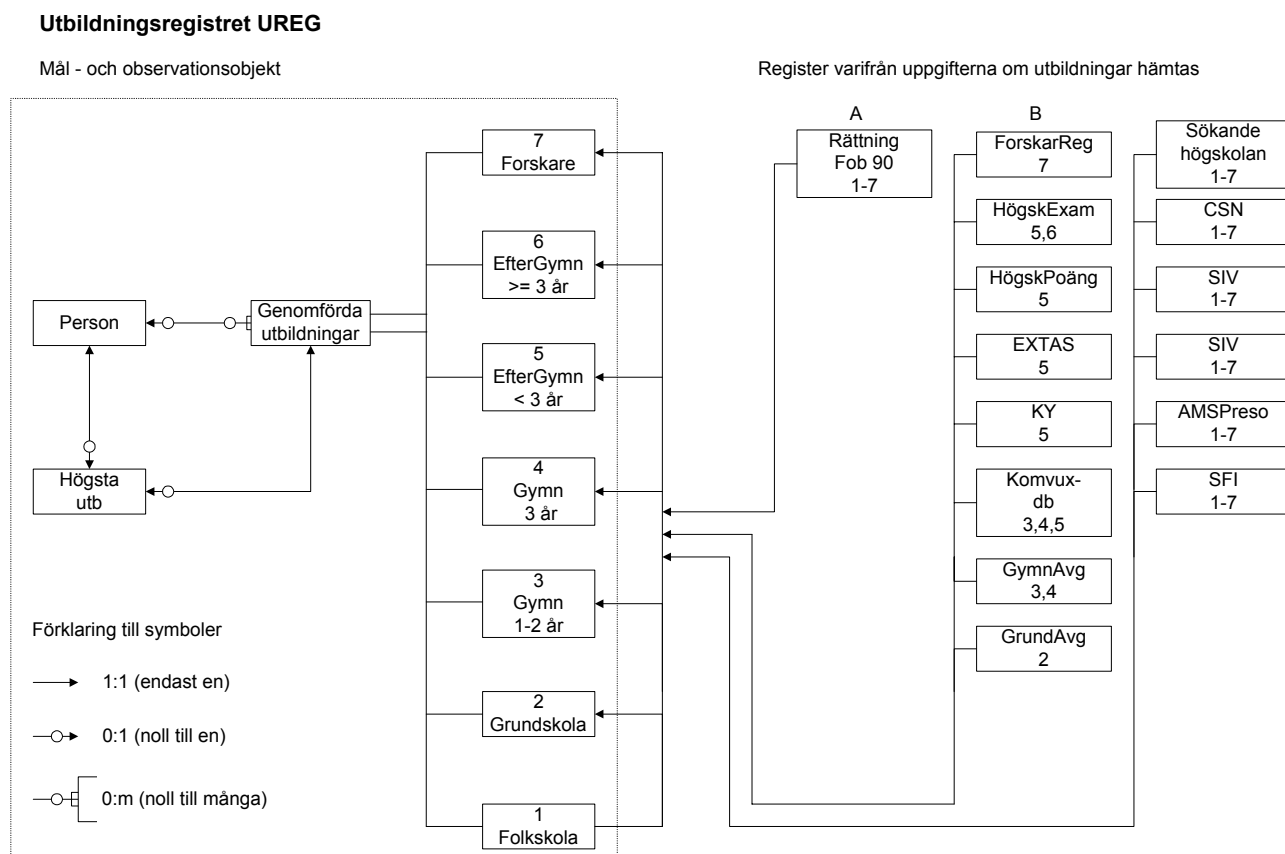 Utbildningsregistret UREG
Mål - och observationsobjekt
Register varifrån uppgifterna om utbildningar hämtas
7
Forskare
6
EfterGymn
>= 3 år
5
EfterGymn
< 3 år
4
Gymn
3 år
3
Gymn
1-2 år
2
Grundskola
1
Folkskola
Person
Genomförda
utbildningar
Högsta
utb
Förklaring till symboler
1:1 (endast en)
0:1 (noll till en)
0:m (noll till många)
A
Rättning
Fob 90
1-7
B
ForskarReg
7
HögskExam
5,6
HögskPoäng
5
EXTAS
5
KY
5
Komvux-
db
3,4,5
GymnAvg
3,4
GrundAvg
2
Sökande
högskolan
1-7
CSN
1-7
SIV
1-7
SIV
1-7
AMSPreso
1-7
SFI
1-7